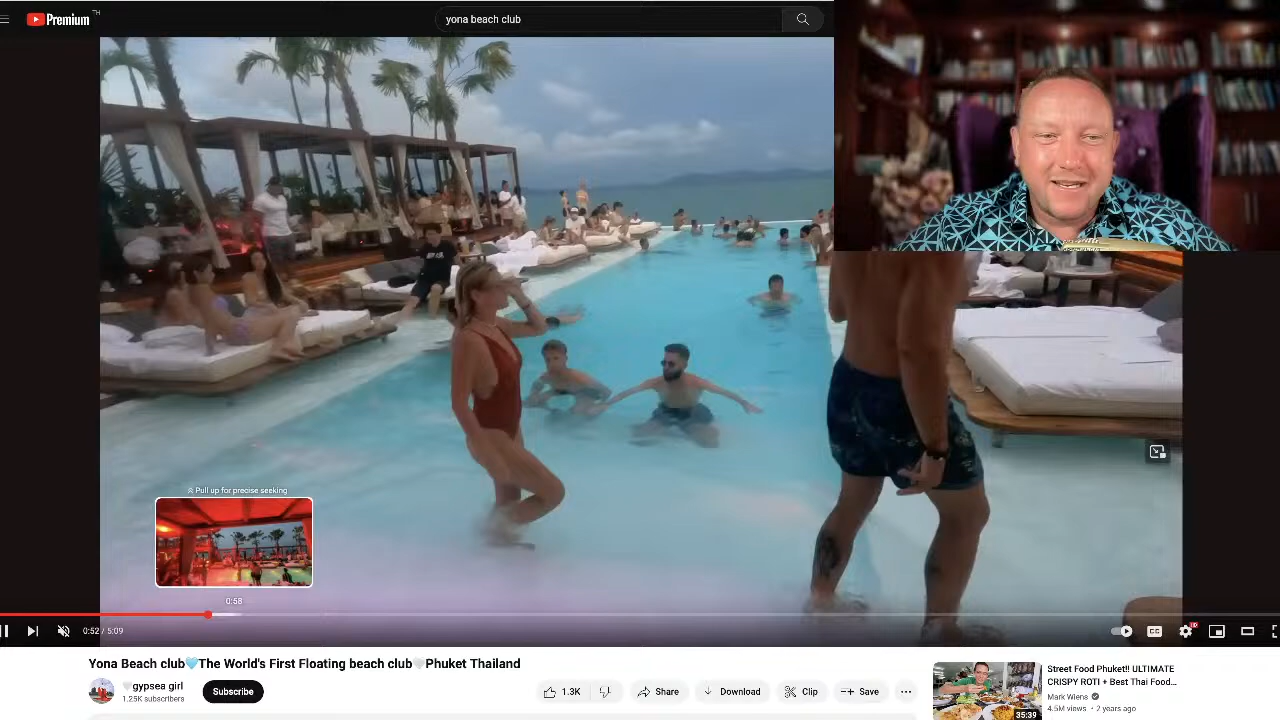 Premium TH
yona beach club
Pull up for precise seeking
0:58
0:52 / 5:09
CC
HD
Yona Beach club🩵The World's First Floating beach club🤍Phuket Thailand
🤍gypsea girl
1.25K subscribers
Subscribe
1.3K
Share
Download
Clip
Save
Street Food Phuket!! ULTIMATE
CRISPY ROTI + Best Thai Food...
Mark Wiens
4.5M views • 2 years ago
35:39